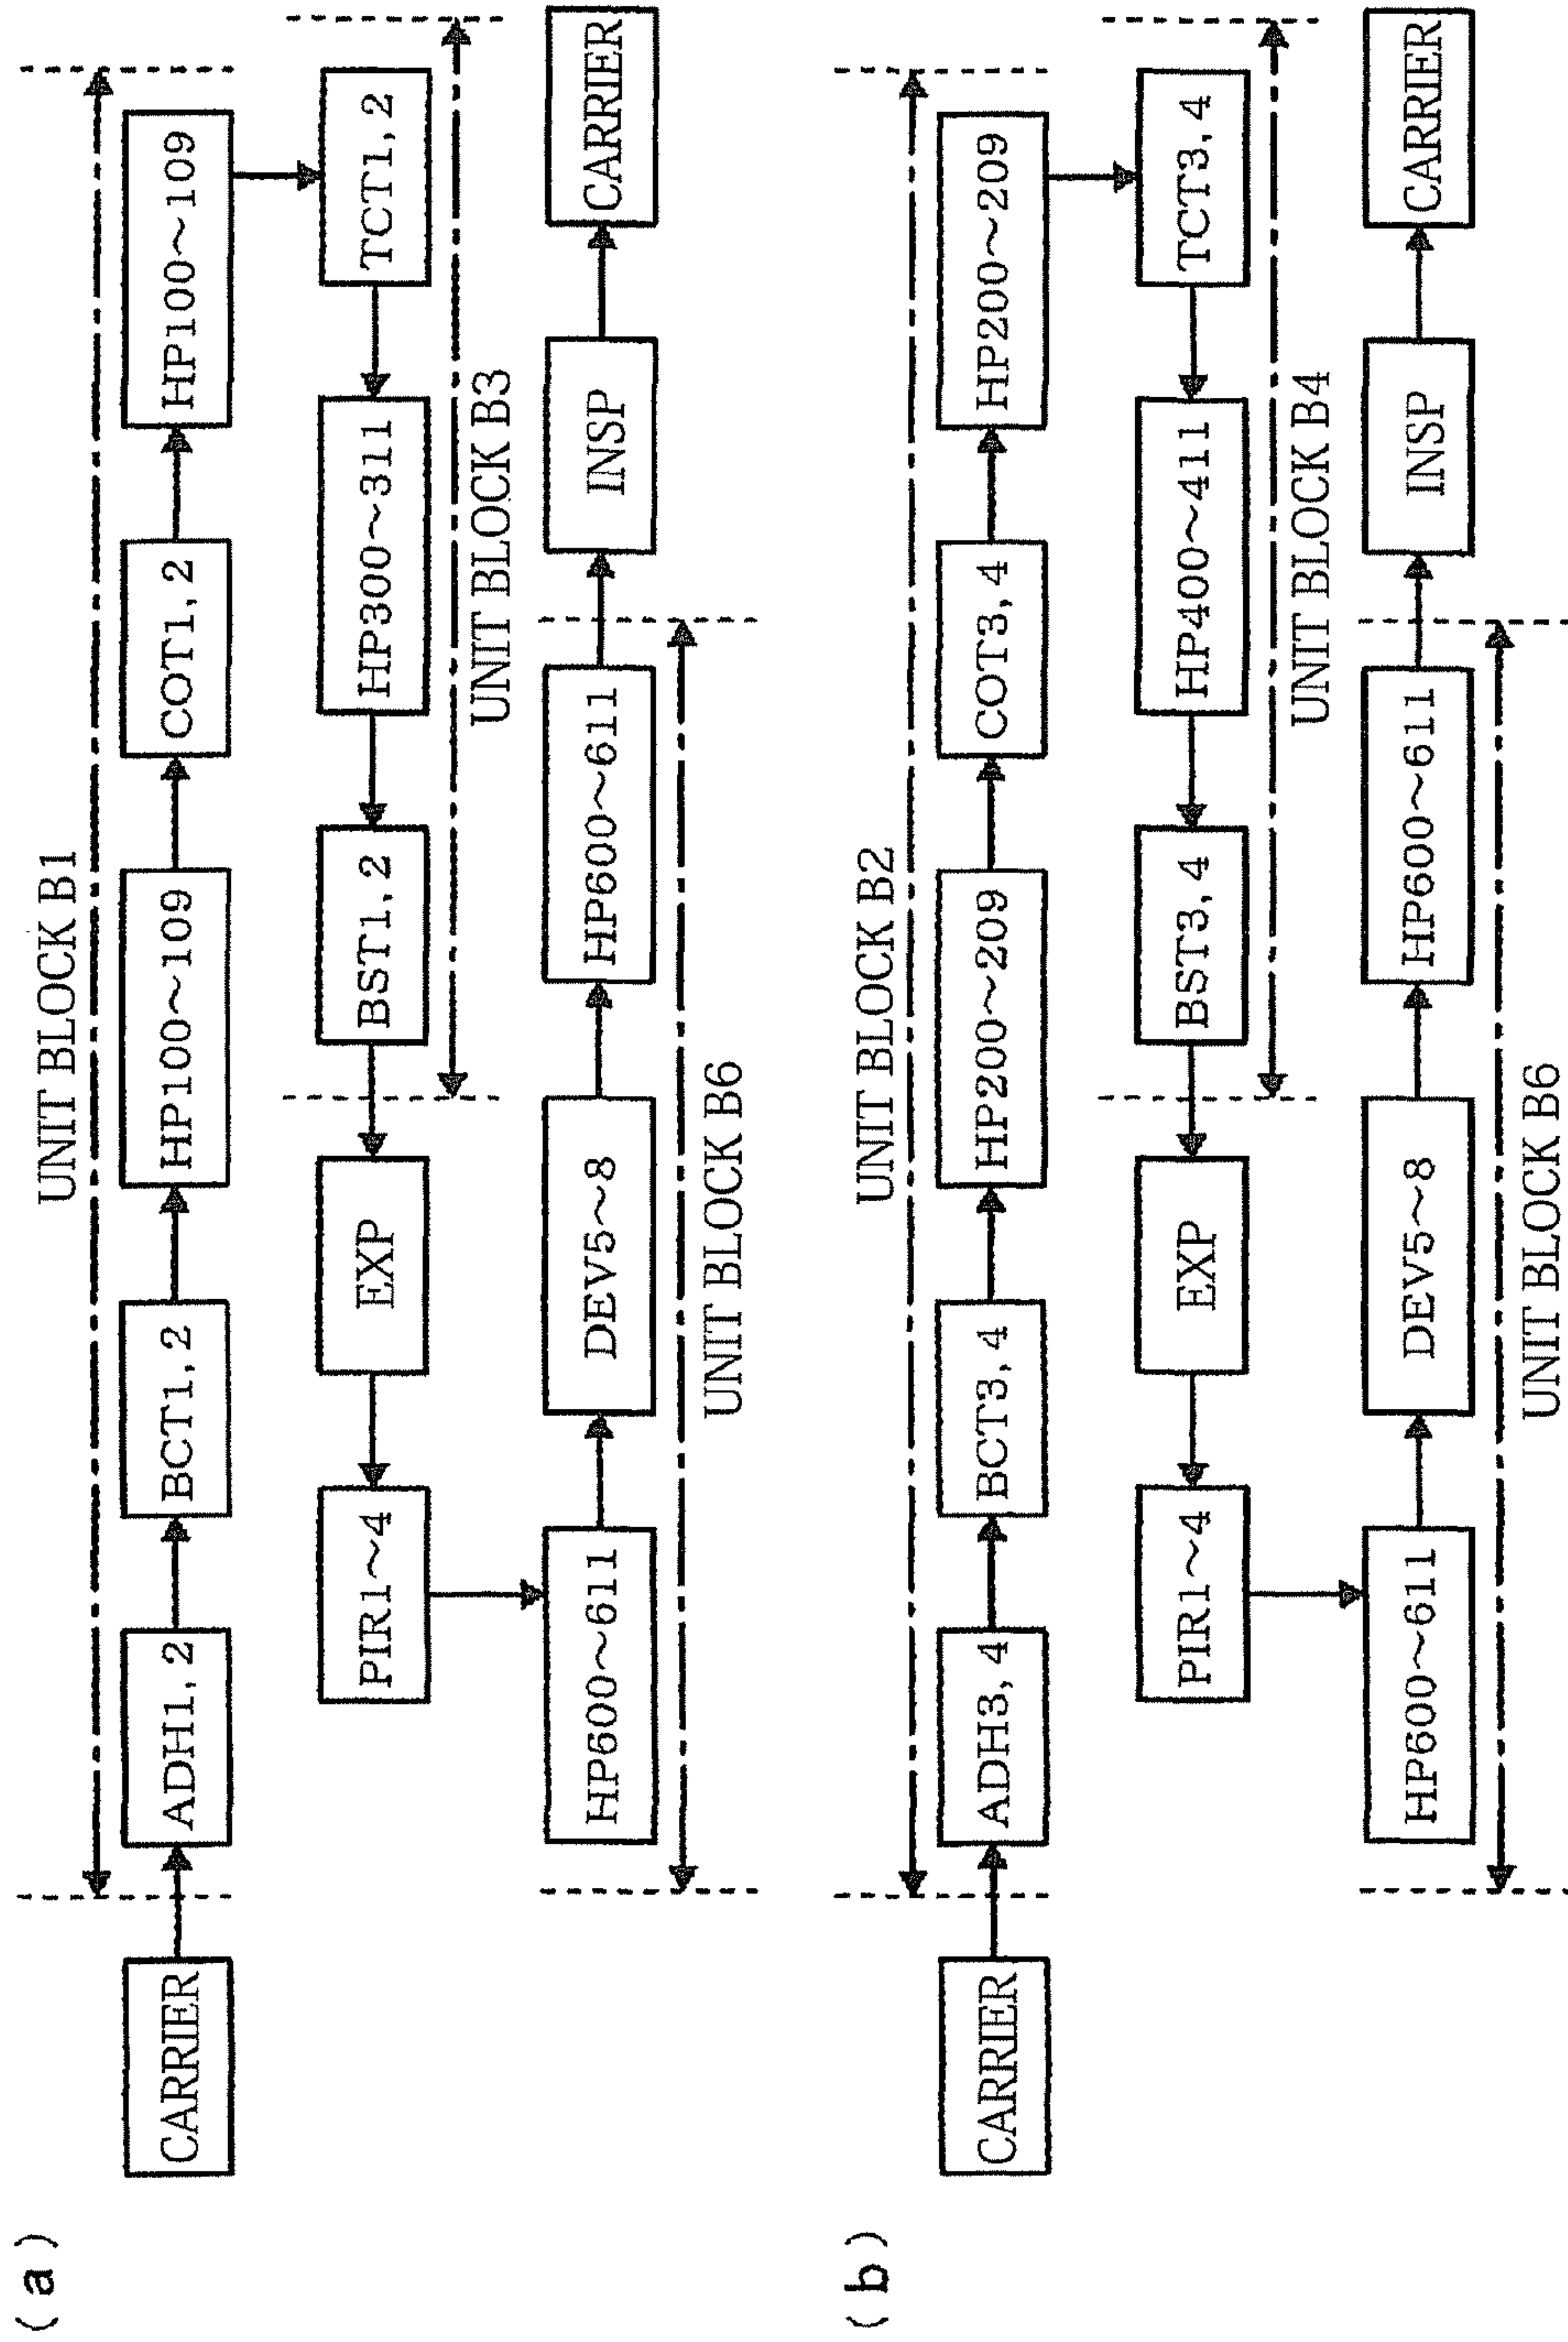 (a)
UNIT BLOCK B1
CARRIER
ADH1, 2
BCT1, 2
HP100~109
COT1, 2
HP100~109
TCT1, 2
HP300~311
BST1, 2
EXP
PIR1~4
UNIT BLOCK B3
HP600~611
DEV5~8
HP600~611
INSP
CARRIER
UNIT BLOCK B6
(b)
UNIT BLOCK B2
CARRIER
ADH3, 4
BCT3, 4
HP200~209
COT3, 4
HP200~209
TCT3, 4
HP400~411
BST3, 4
EXP
PIR1~4
UNIT BLOCK B4
HP600~611
DEV5~8
HP600~611
INSP
CARRIER
UNIT BLOCK B6